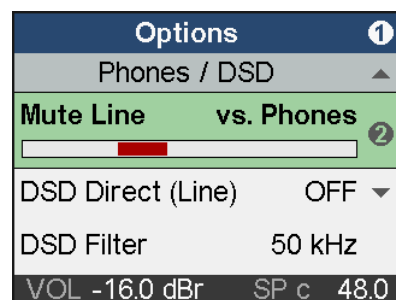 Options 1
Phones / DSD
Mute Line vs. Phones 2
DSD Direct (Line) OFF
DSD Filter 50 kHz
VOL -16.0 dBr SP c 48.0